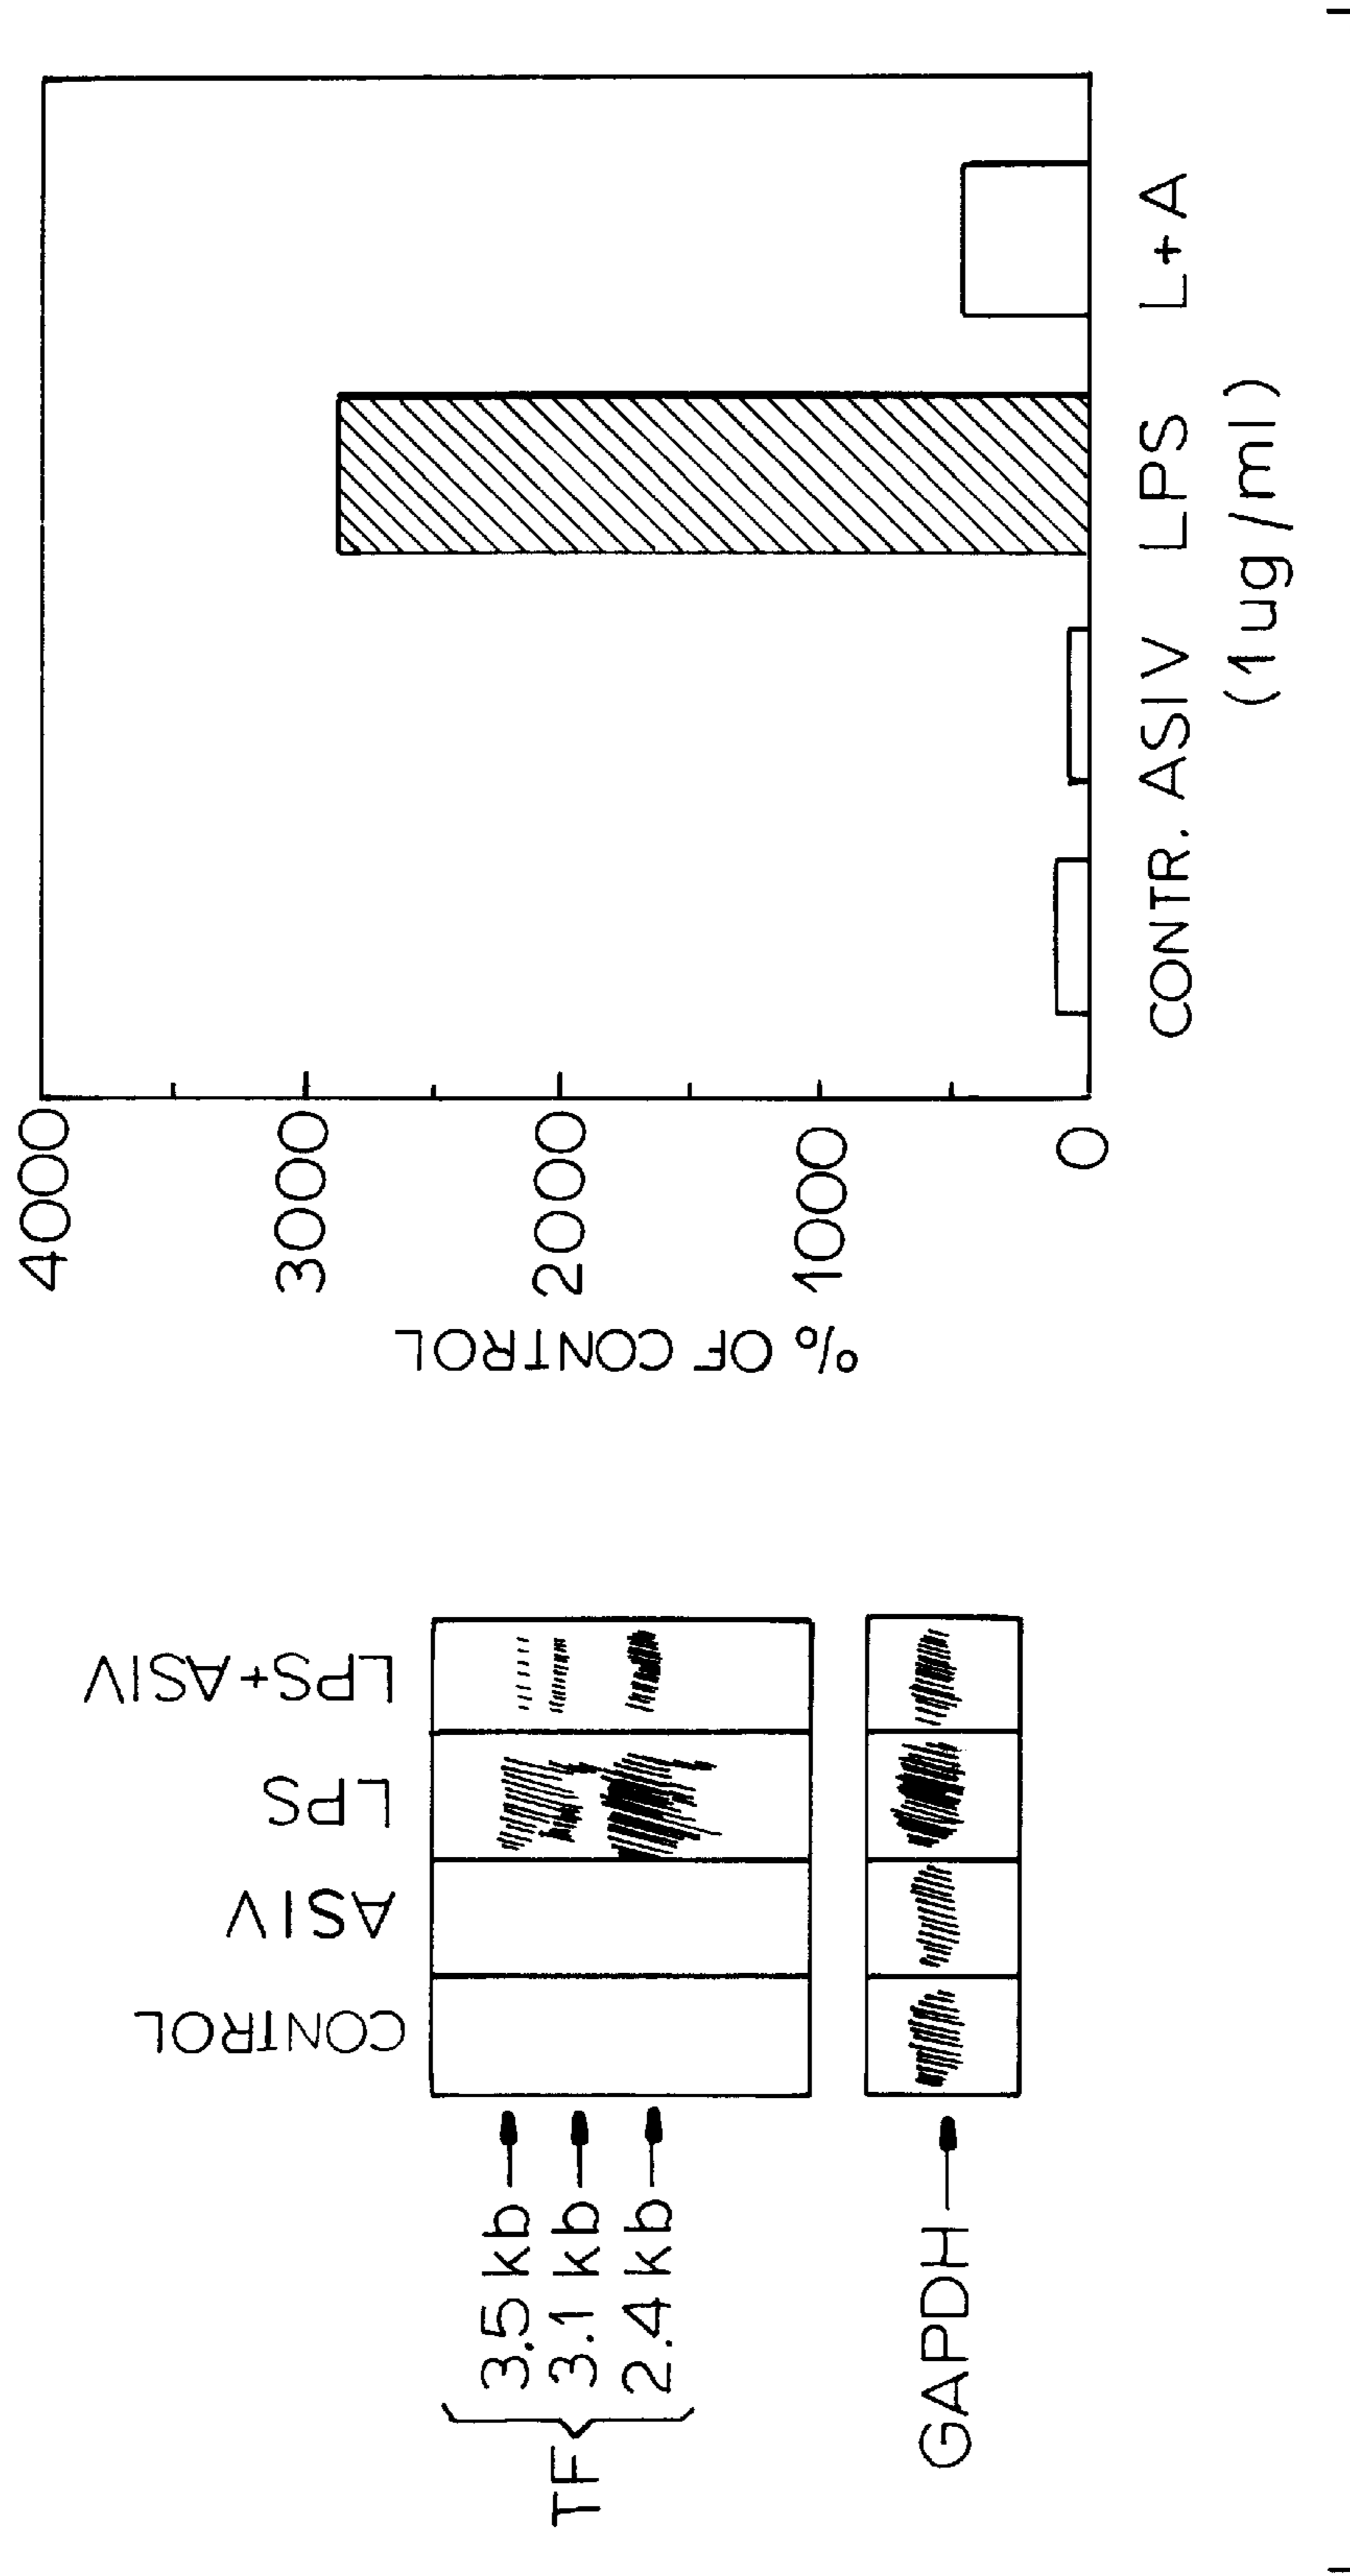 CONTROL
ASIV
LPS
LPS+ASIV
TF
3.5 kb
3.1 kb
2.4 kb
GAPDH
% OF CONTROL
4000
3000
2000
1000
0
CONTR. ASIV LPS L+A
(1ug/ml)